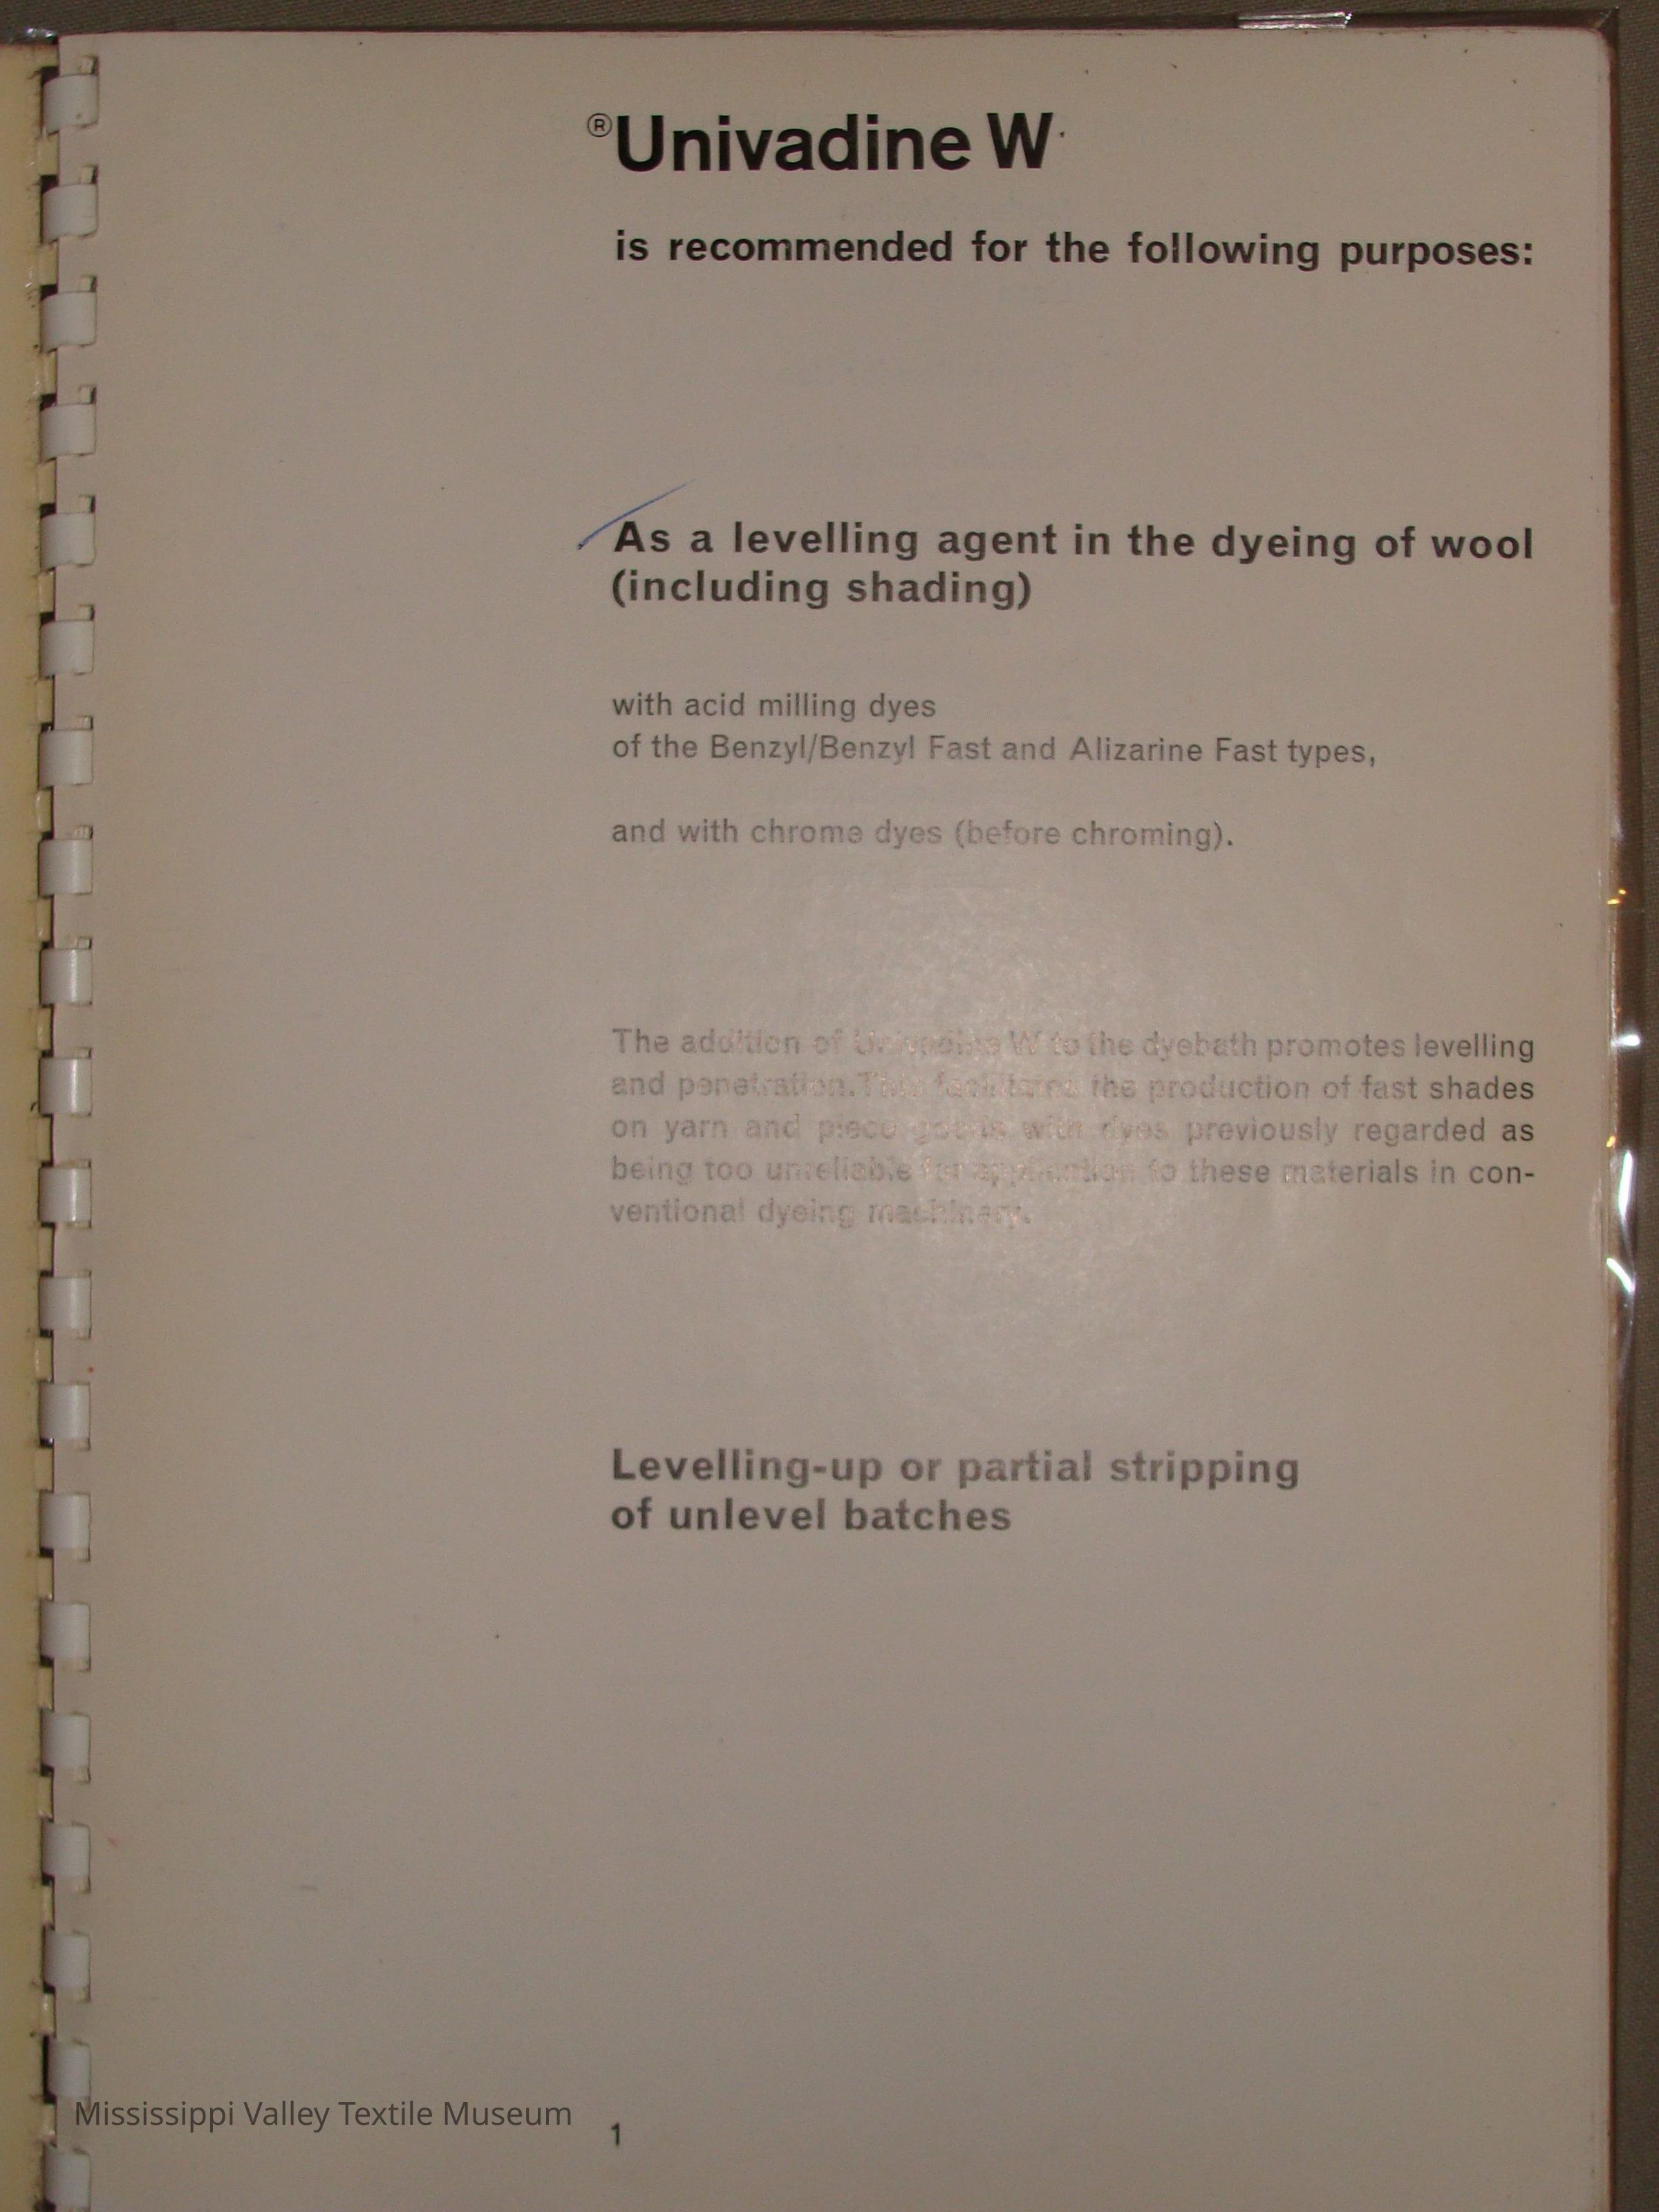 ®Univadine W
is recommended for the following purposes:
As a levelling agent in the dyeing of wool
(including shading)
with acid milling dyes
of the Benzyl/Benzyl Fast and Alizarine Fast types,
and with chrome dyes (before chroming).
The addition of Univadine W to the dyebath promotes levelling
and penetration. This facilitates the production of fast shades
on yarn and piece goods with dyes previously regarded as
being too unreliable for application to these materials in con-
ventional dyeing machinery.
Levelling-up or partial stripping
of unlevel batches
Mississippi Valley Textile Museum
1